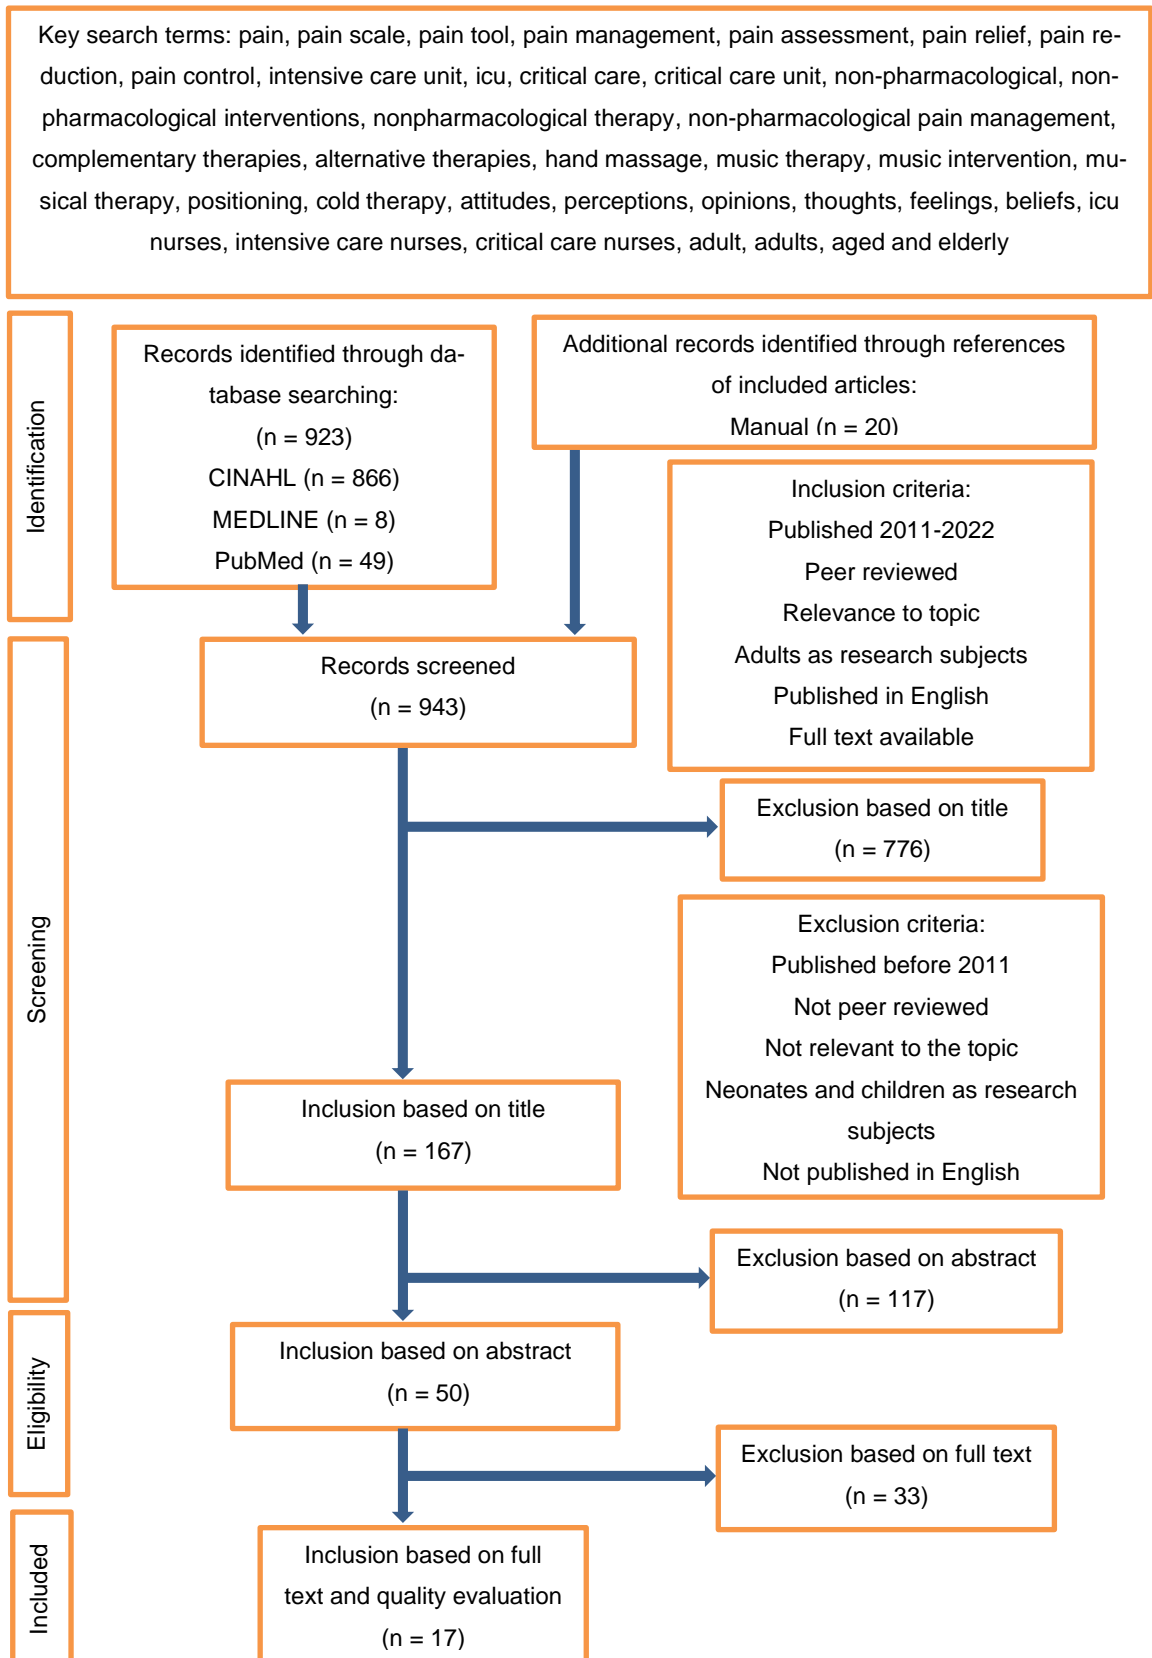 Key search terms: pain, pain scale, pain tool, pain management, pain assessment, pain relief, pain re-
duction, pain control, intensive care unit, icu, critical care, critical care unit, non-pharmacological, non-
pharmacological interventions, nonpharmacological therapy, non-pharmacological pain management,
complementary therapies, alternative therapies, hand massage, music therapy, music intervention, mu-
sical therapy, positioning, cold therapy, attitudes, perceptions, opinions, thoughts, feelings, beliefs, icu
nurses, intensive care nurses, critical care nurses, adult, adults, aged and elderly
Identification
Records identified through da-
tabase searching:
(n = 923)
CINAHL (n = 866)
MEDLINE (n = 8)
PubMed (n = 49)
Additional records identified through references
of included articles:
Manual (n = 20)
Inclusion criteria:
Published 2011-2022
Peer reviewed
Relevance to topic
Adults as research subjects
Published in English
Full text available
Screening
Records screened
(n = 943)
Exclusion based on title
(n = 776)
Exclusion criteria:
Published before 2011
Not peer reviewed
Not relevant to the topic
Neonates and children as research
subjects
Not published in English
Inclusion based on title
(n = 167)
Exclusion based on abstract
(n = 117)
Eligibility
Inclusion based on abstract
(n = 50)
Exclusion based on full text
(n = 33)
Included
Inclusion based on full
text and quality evaluation
(n = 17)